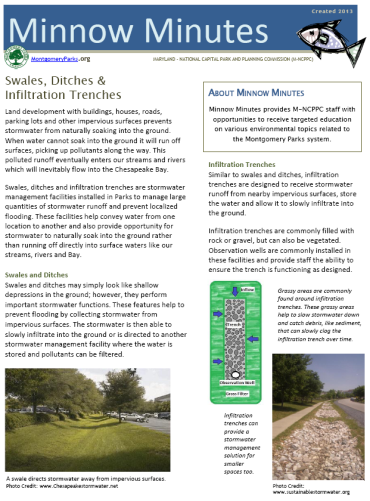 Created 2013
Minnow Minutes
MontgomeryParks.org
MARYLAND - NATIONAL CAPITAL PARK AND PLANNING COMMISSION (M-NCPPC)
Swales, Ditches &
Infiltration Trenches
Land development with buildings, houses, roads,
parking lots and other impervious surfaces prevents
stormwater from naturally soaking into the ground.
When water cannot soak into the ground it will run off
surfaces, picking up pollutants along the way. This
polluted runoff eventually enters our streams and rivers
which will inevitably flow into the Chesapeake Bay.
Swales, ditches and infiltration trenches are stormwater
management facilities installed in Parks to manage large
quantities of stormwater runoff and prevent localized
flooding. These facilities help convey water from one
location to another and also provide opportunity for
stormwater to naturally soak into the ground rather
than running off directly into surface waters like our
streams, rivers and Bay.
Swales and Ditches
Swales and ditches may simply look like shallow
depressions in the ground; however, they perform
important stormwater functions. These features help to
prevent flooding by collecting stormwater from
impervious surfaces. The stormwater is then able to
slowly infiltrate into the ground or is directed to another
stormwater management facility where the water is
stored and pollutants can be filtered.
A swale directs stormwater away from impervious surfaces.
Photo Credit: www.Chesapeakestormwater.net
ABOUT MINNOW MINUTES
Minnow Minutes provides M-NCPPC staff with
opportunities to receive targeted education
on various environmental topics related to
the Montgomery Parks system.
Infiltration Trenches
Similar to swales and ditches, infiltration
trenches are designed to receive stormwater
runoff from nearby impervious surfaces, store
the water and allow it to slowly infiltrate into
the ground.
Infiltration trenches are commonly filled with
rock or gravel, but can also be vegetated.
Observation wells are commonly installed in
these facilities and provide staff the ability to
ensure the trench is functioning as designed.
Inflow
Trench
Observation Well
Grass Filter
Grassy areas are commonly
found around infiltration
trenches. These grassy areas
help to slow stormwater down
and catch debris, like sediment,
that can slowly clog the
infiltration trench over time.
Infiltration
trenches can
provide a
stormwater
management
solution for
smaller
spaces too.
Photo Credit:
www.sustainablestormwater.org